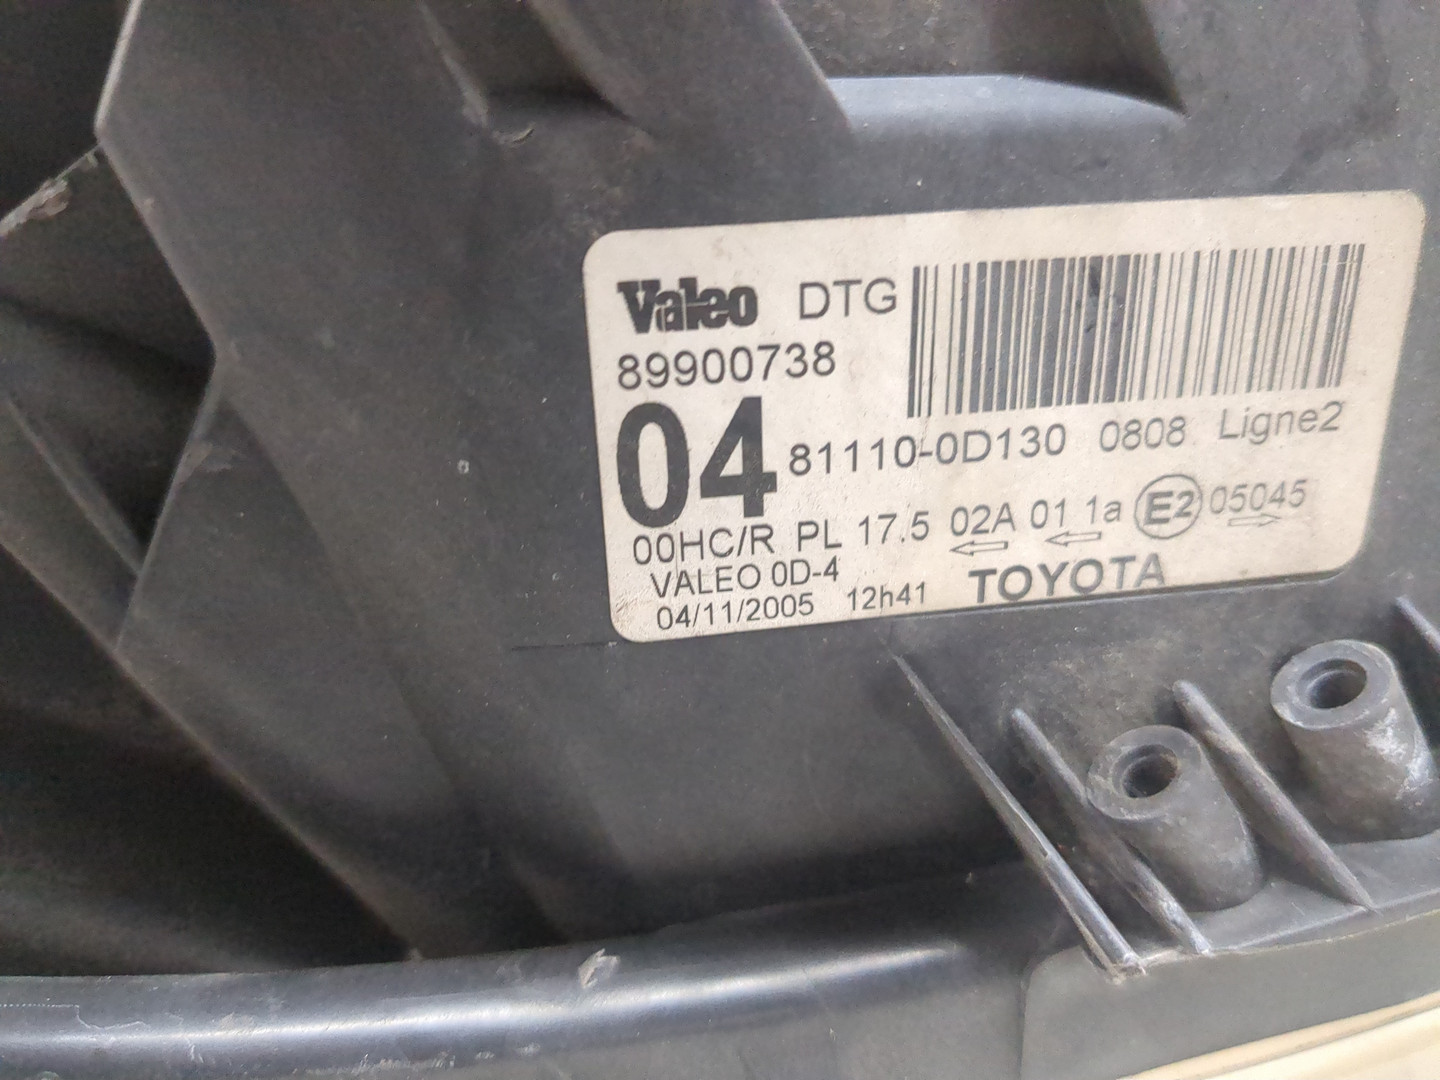 Valeo DTG
89900738
04 81110-0D130 0808 Ligne2
00HC/R PL 17.5 02A 01 1a E2 05045
VALEO 0D-4
04/11/2005 12h41 TOYOTA